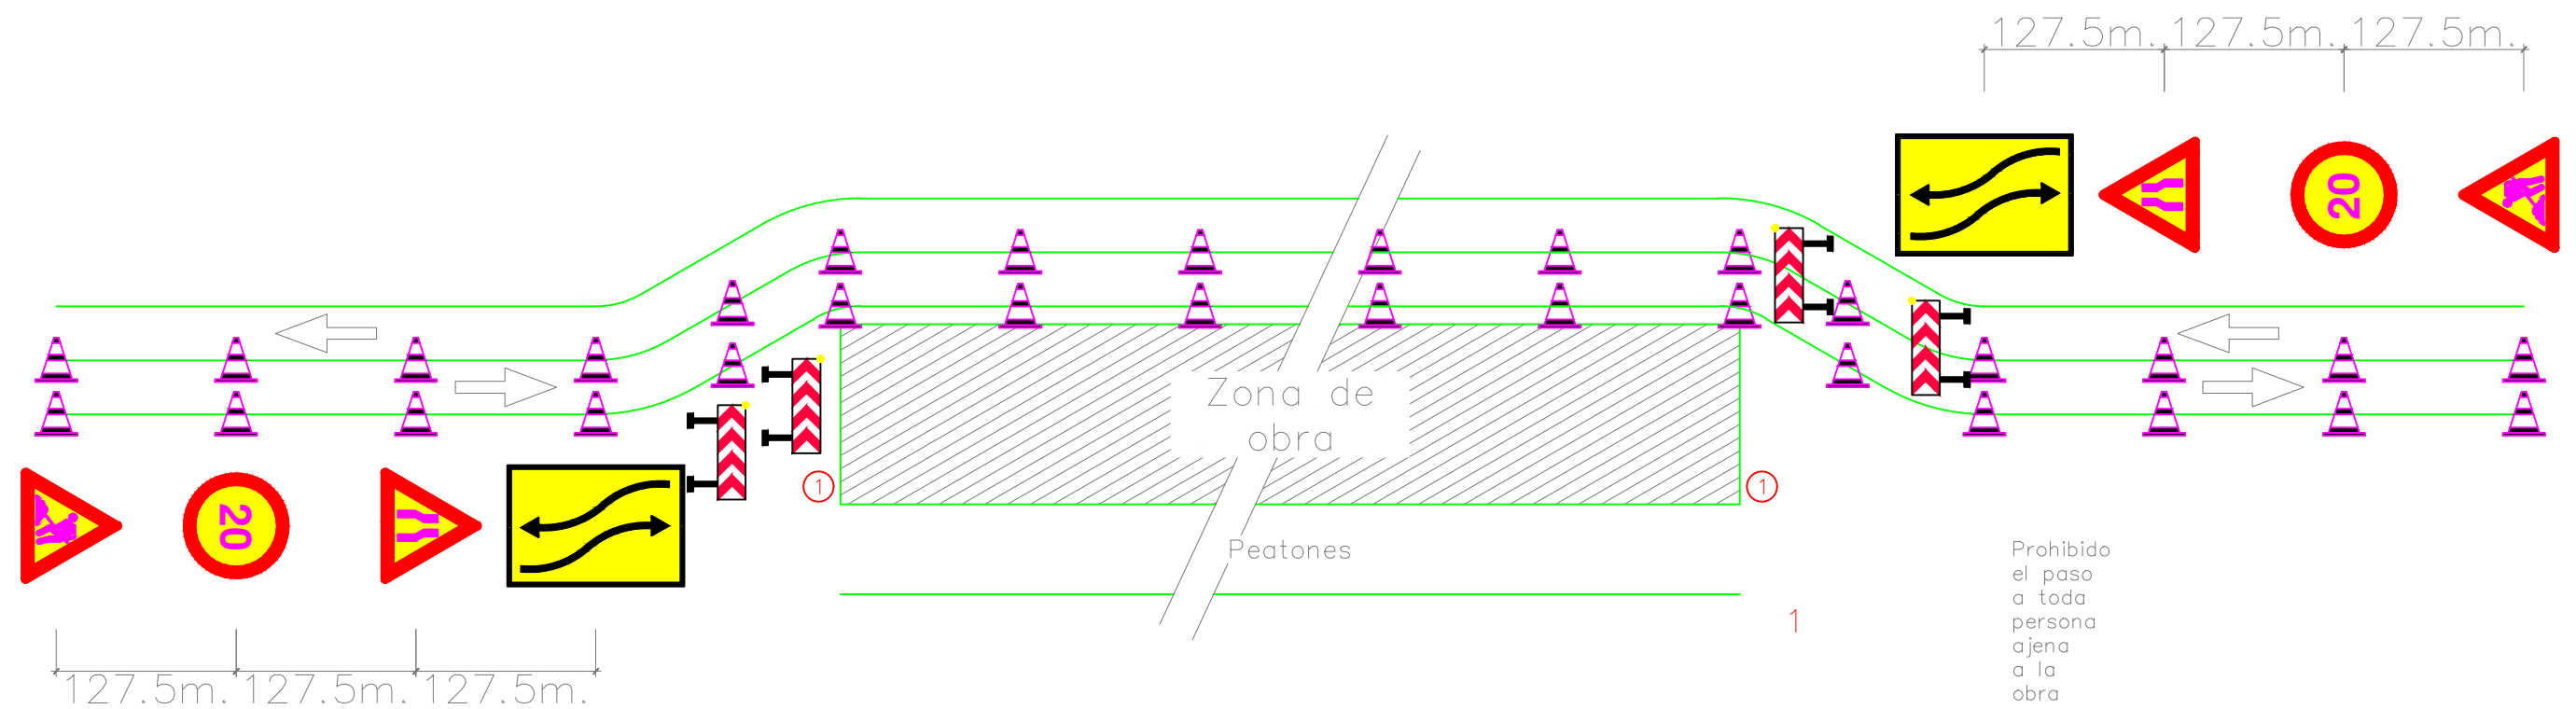 127.5m. 127.5m. 127.5m.
20
Zona de
obra
1
1
20
Peatones
Prohibido
el paso
a toda
persona
ajena
a la
obra
1
127.5m. 127.5m. 127.5m.